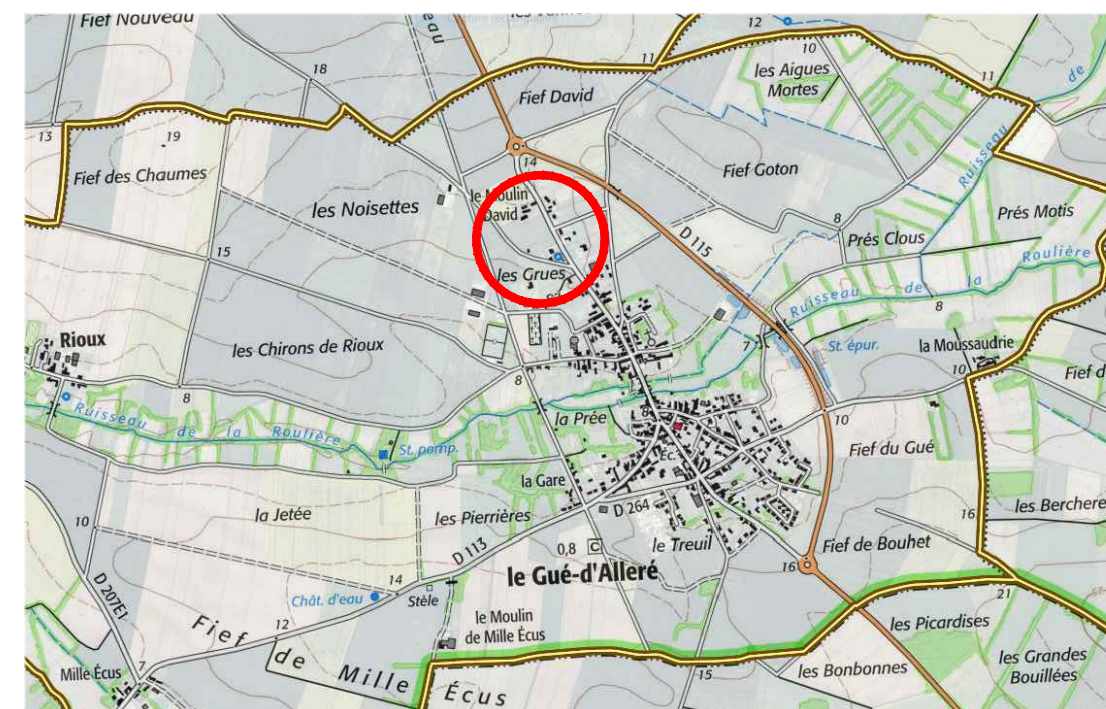 Fief Nouveau
eau
12
10
les Aigues
Mortes
11
11
18
de
Fief David
13
19
14
Ruisseau
Fief des Chaumes
Fief Goton
le Moulin
David
les Noisettes
Prés Motis
8
D 115
Prés Clous
15
Roulière
les Grues
la
de
Ruisseau
8
Rioux
les Chirons de Rioux
7
St. épur.
la Moussaudrie
10
Fief d
8
8
Ruisseau de la Roulière
la Prée
8
10
St. pomp.
Éc.
Fief du Gué
la Gare
la Jetée
les Pierrières
D 264
les Berchere
16
10
D 113
0,8 C
le Treuil
Fief de Bouhet
16
le Gué-d'Alleré
D 207E1
14
Chât. d'eau
Stèle
21
12
le Moulin
de Mille Écus
les Picardises
Fief
de
Mille
Écus
Mille Écus
7
15
les Bonbonnes
les Grandes
Bouillées